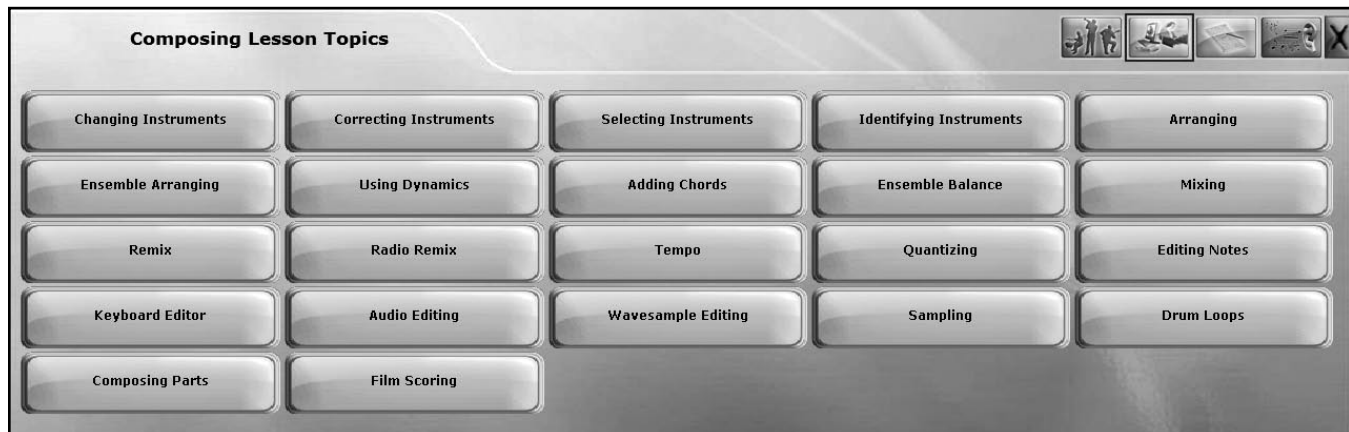 Composing Lesson Topics
Changing Instruments
Correcting Instruments
Selecting Instruments
Identifying Instruments
Arranging
Ensemble Arranging
Using Dynamics
Adding Chords
Ensemble Balance
Mixing
Remix
Radio Remix
Tempo
Quantizing
Editing Notes
Keyboard Editor
Audio Editing
Wavesample Editing
Sampling
Drum Loops
Composing Parts
Film Scoring
X